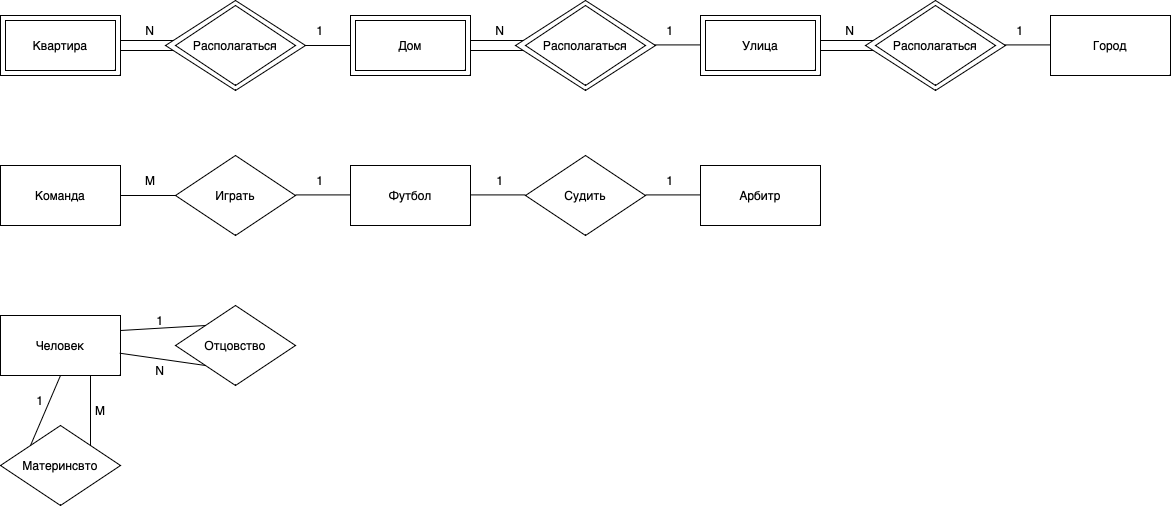 Квартира N Располагаться 1 Дом N Располагаться 1 Улица N Располагаться 1 Город
Команда M Играть 1 Футбол 1 Судить 1 Арбитр
1
Человек Отцовство
N
1 M
Материнсвто